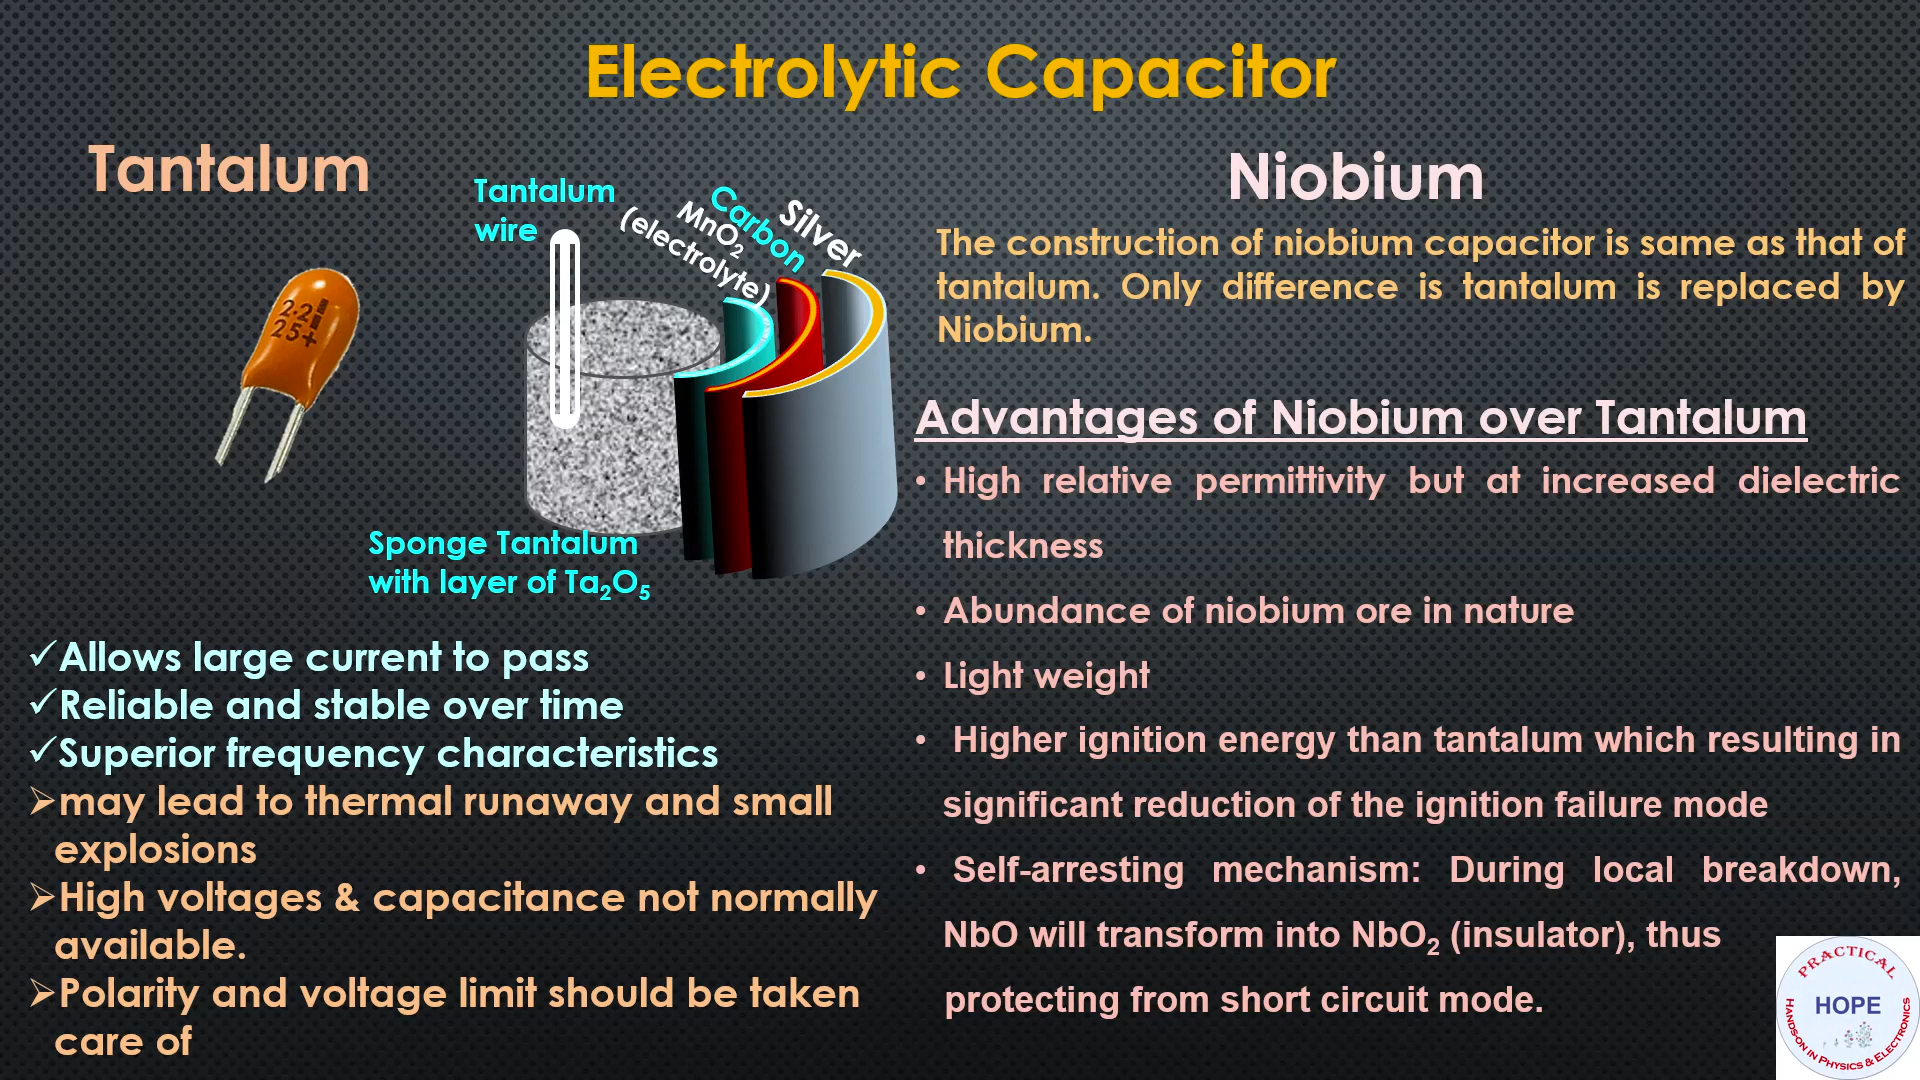 Electrolytic Capacitor
Tantalum
2.2
25+
Tantalum
wire
MnO₂
(electrolyte)
Carbon
Silver
Sponge Tantalum
with layer of Ta₂O₅
✓Allows large current to pass
✓Reliable and stable over time
✓Superior frequency characteristics
➢may lead to thermal runaway and small
explosions
➢High voltages & capacitance not normally
available.
➢Polarity and voltage limit should be taken
care of
Niobium
The construction of niobium capacitor is same as that of
tantalum. Only difference is tantalum is replaced by
Niobium.
Advantages of Niobium over Tantalum
• High relative permittivity but at increased dielectric
thickness
• Abundance of niobium ore in nature
• Light weight
• Higher ignition energy than tantalum which resulting in
significant reduction of the ignition failure mode
• Self-arresting mechanism: During local breakdown,
NbO will transform into NbO₂ (insulator), thus
protecting from short circuit mode.
PRACTICAL
HOPE
HANDS-ON IN PHYSICS & ELECTRONICS